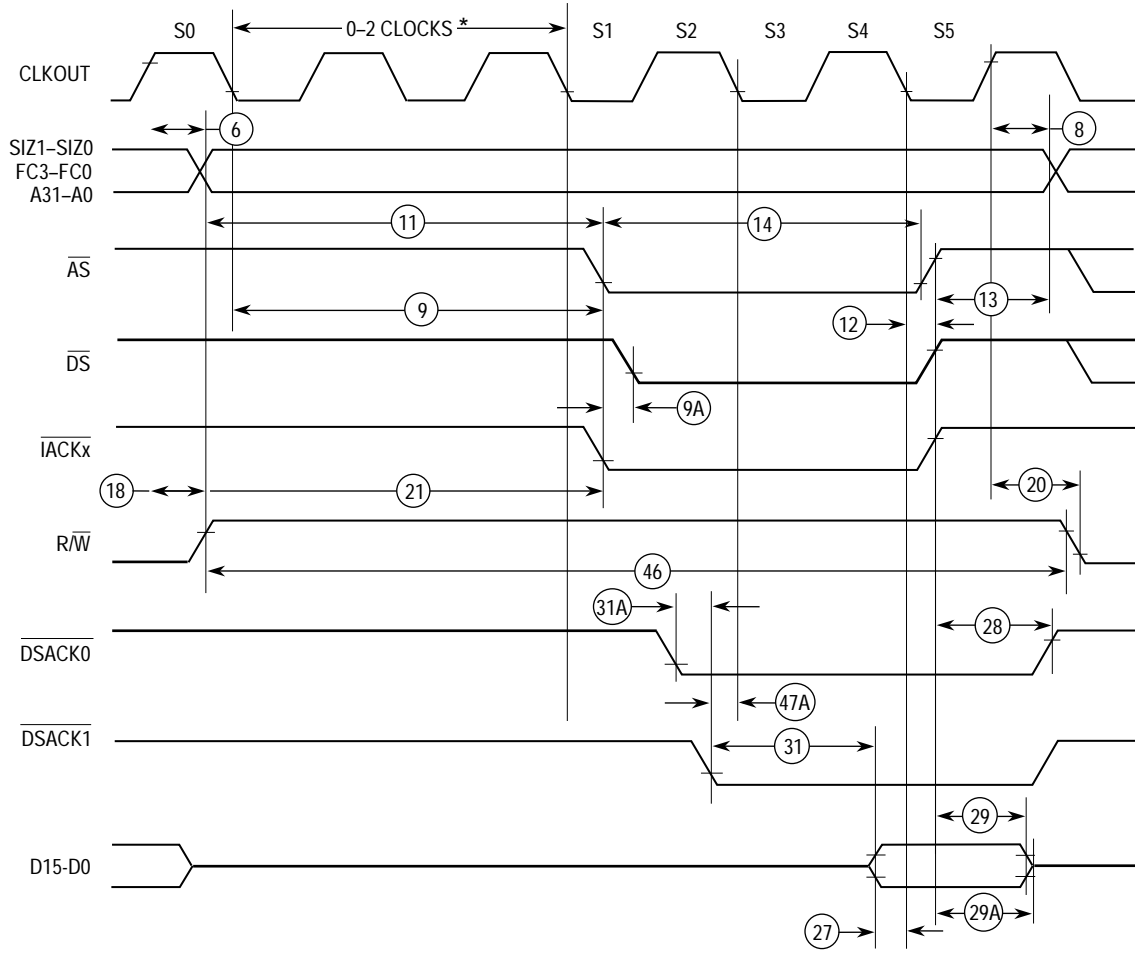 S0
0–2 CLOCKS *
S1
S2
S3
S4
S5
CLKOUT
6
8
SIZ1–SIZ0
FC3–FC0
A31–A0
11
14
AS
9
12
13
DS
9A
IACKx
18
21
20
R/W
46
31A
28
DSACK0
47A
DSACK1
31
29
D15-D0
29A
27